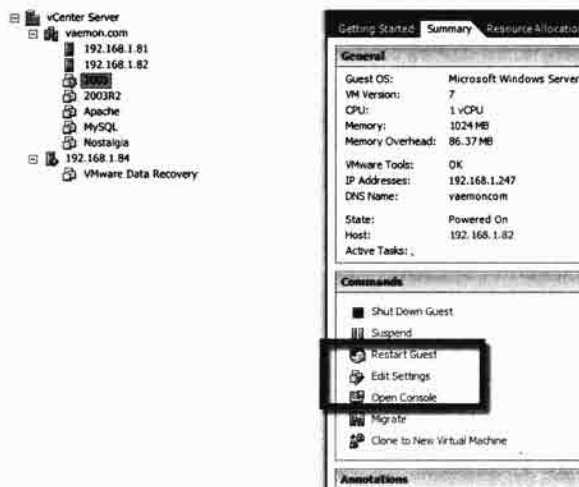 vCenter Server
vaemon.com
192.168.1.81
192.168.1.82
2003R2
Apache
MySQL
Nostalgia
192.168.1.84
VMware Data Recovery
Getting Started Summary Resource Allocatio
General
Guest OS: Microsoft Windows Server
VM Version: 7
CPU: 1 vCPU
Memory: 1024 MB
Memory Overhead: 86.37 MB
VMware Tools: OK
IP Addresses: 192.168.1.247
DNS Name: vaemoncom
State: Powered On
Host: 192.168.1.82
Active Tasks:
Commands
Shut Down Guest
Suspend
Restart Guest
Edit Settings
Open Console
Migrate
Clone to New Virtual Machine
Annotations